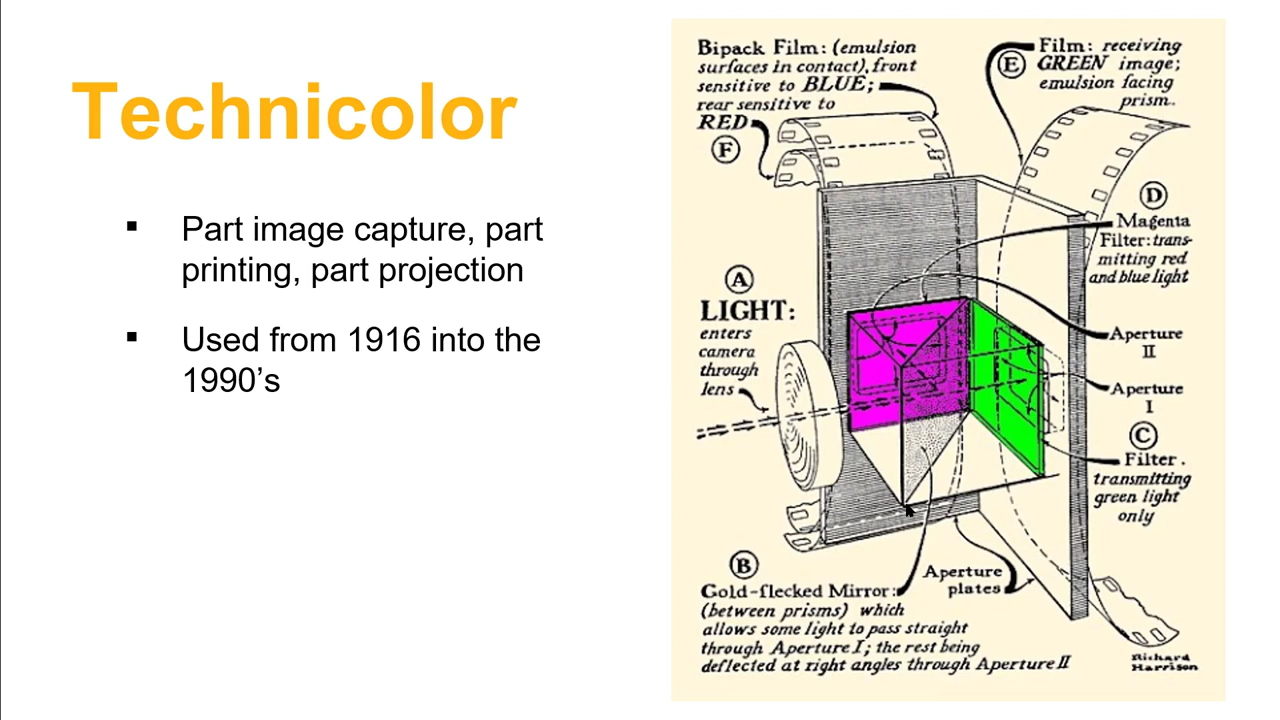 Technicolor
Part image capture, part
printing, part projection
Used from 1916 into the
1990's
Bipack Film: (emulsion
surfaces in contact), front
sensitive to BLUE;
rear sensitive to
RED
F
E
Film: receiving
GREEN image;
emulsion facing
prism.
D
Magenta
Filter: trans-
mitting red
and blue light
A
LIGHT:
enters
camera
through
lens
Aperture
II
Aperture
I
C
Filter.
transmitting
green light
only
B
Gold-flecked Mirror:
(between prisms) which
allows some light to pass straight
through Aperture I; the rest being
deflected at right angles through Aperture II
Aperture
plates
Richard
Harrison